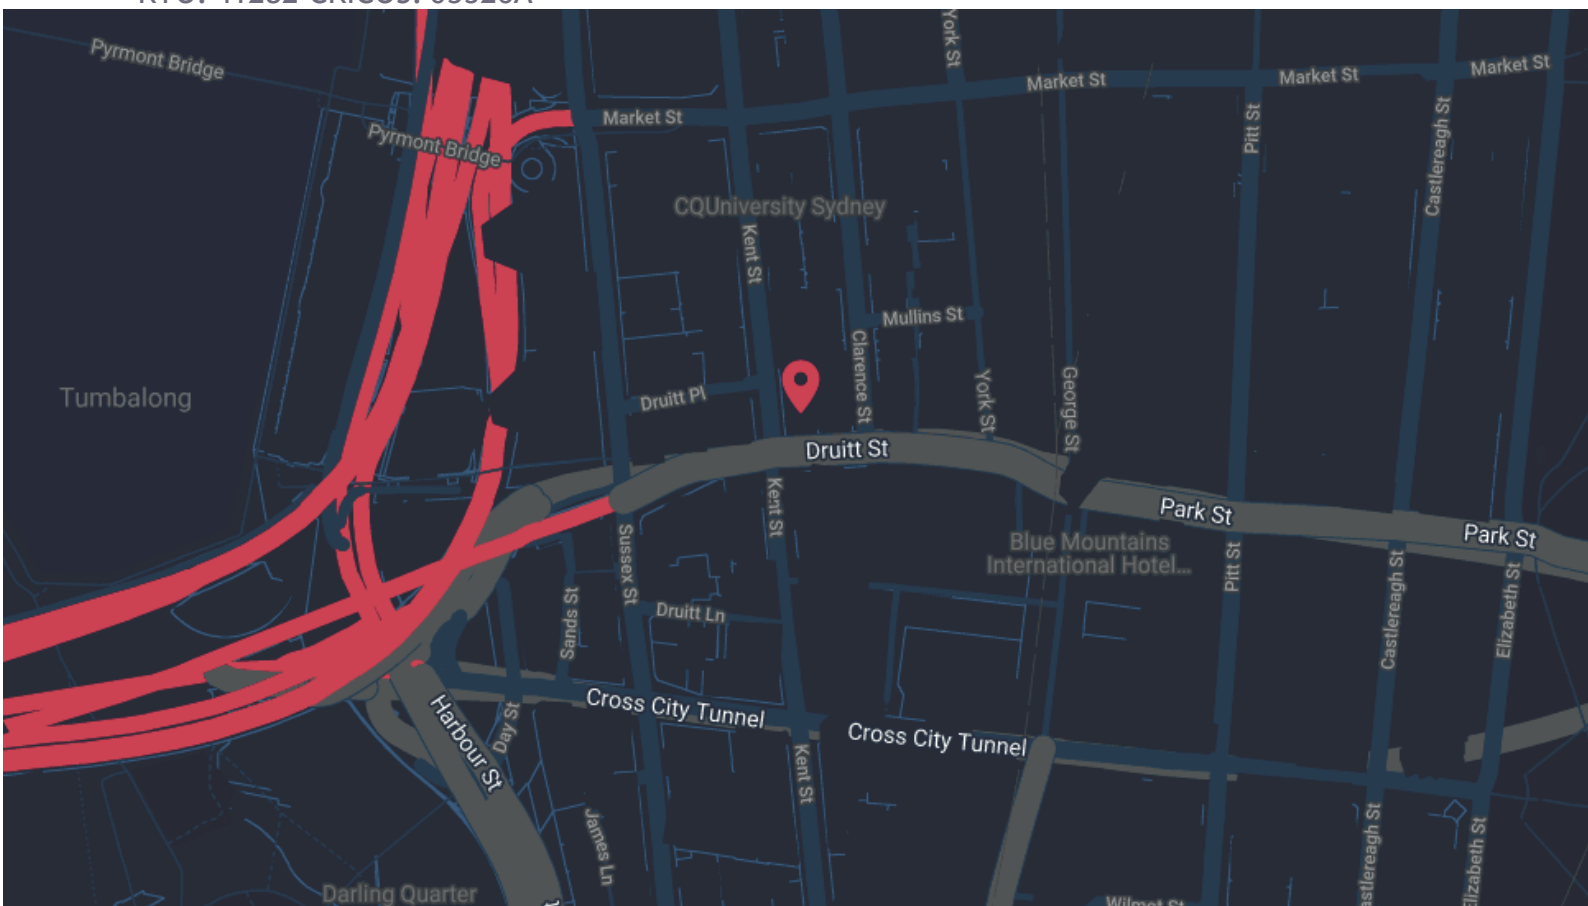 Pyrmont Bridge
York St
Market St
Market St
Market St
Market St
Pyrmont Bridge
Pitt St
Castlereagh St
CQUniversity Sydney
Kent St
Mullins St
Clarence St
York St
George St
Tumbalong
Druitt Pl
Druitt St
Kent St
Park St
Park St
Sussex St
Blue Mountains
International Hotel...
Pitt St
Castlereagh St
Elizabeth St
Sands St
Druitt Ln
Cross City Tunnel
Cross City Tunnel
Harbour St
Day St
Kent St
James Ln
Darling Quarter
astlereagh St
Elizabeth St
Wilmot St